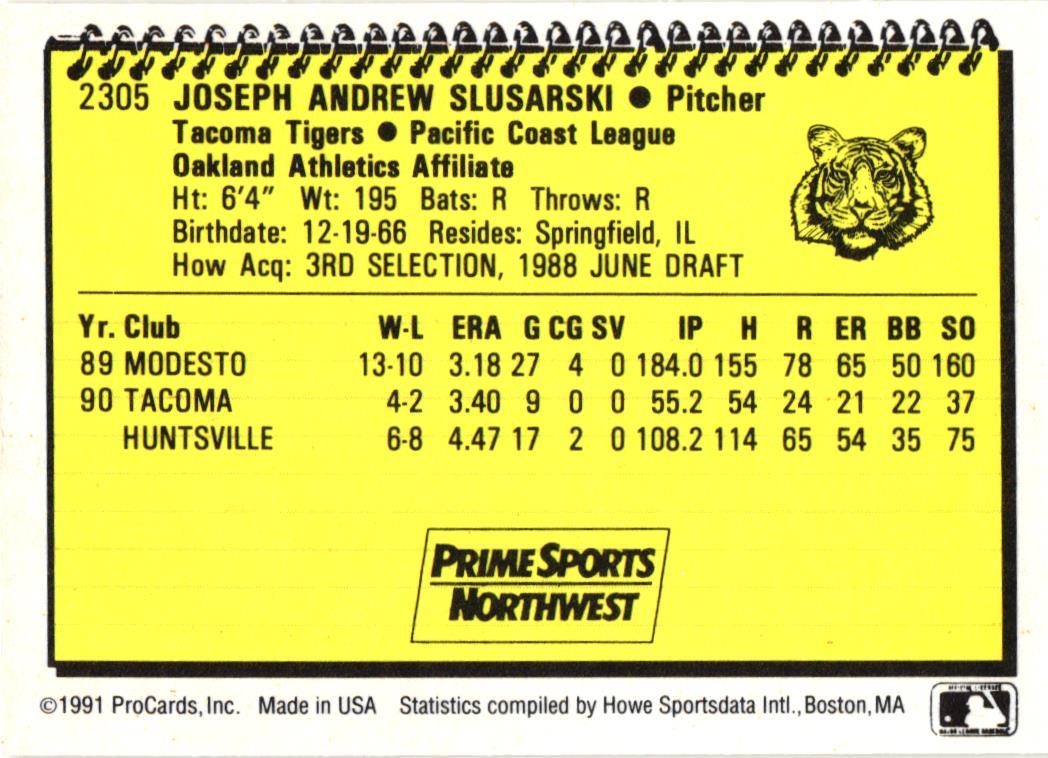 2305 JOSEPH ANDREW SLUSARSKI ● Pitcher
Tacoma Tigers ● Pacific Coast League
Oakland Athletics Affiliate
Ht: 6'4" Wt: 195 Bats: R Throws: R
Birthdate: 12-19-66 Resides: Springfield, IL
How Acq: 3RD SELECTION, 1988 JUNE DRAFT
Yr. Club W-L ERA G CG SV IP H R ER BB SO
89 MODESTO 13-10 3.18 27 4 0 184.0 155 78 65 50 160
90 TACOMA 4-2 3.40 9 0 0 55.2 54 24 21 22 37
HUNTSVILLE 6-8 4.47 17 2 0 108.2 114 65 54 35 75
PRIME SPORTS
NORTHWEST
©1991 ProCards, Inc. Made in USA Statistics compiled by Howe Sportsdata Intl., Boston, MA